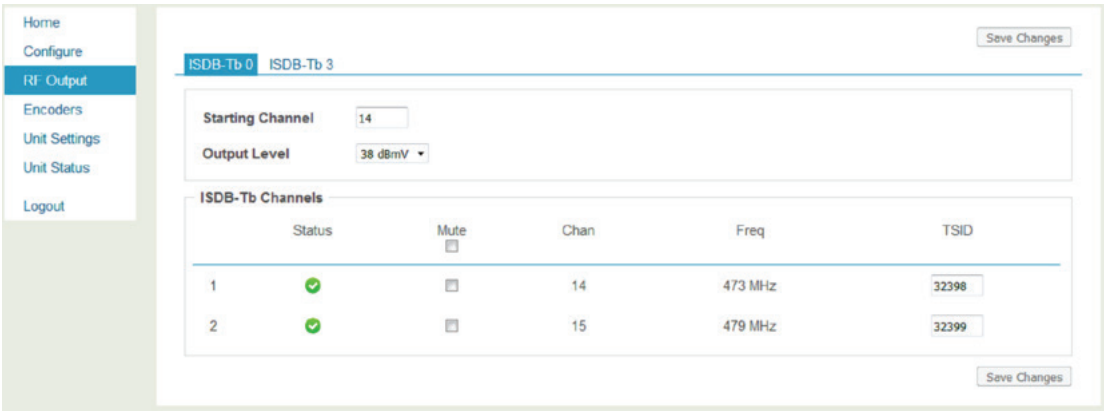 Home
Configure
RF Output
Encoders
Unit Settings
Unit Status
Logout
Save Changes
ISDB-Tb 0 ISDB-Tb 3
Starting Channel 14
Output Level 38 dBmV
ISDB-Tb Channels
Status Mute Chan Freq TSID
1 14 473 MHz 32398
2 15 479 MHz 32399
Save Changes